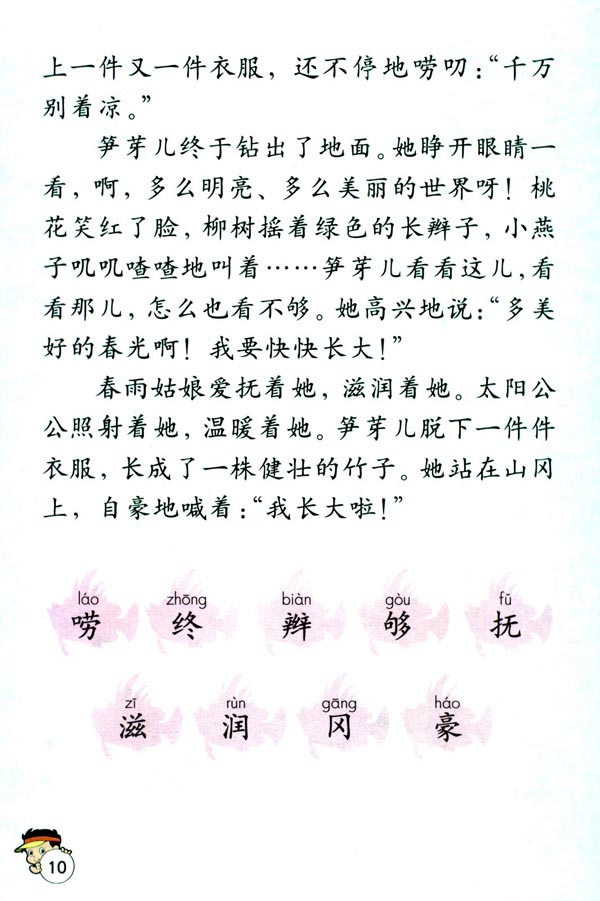 上一件又一件衣服，还不停地唠叨：“千万
别着凉。”
笋芽儿终于钻出了地面。她睁开眼睛一
看，啊，多么明亮、多么美丽的世界呀！桃
花笑红了脸，柳树摇着绿色的长辫子，小燕
子叽叽喳喳地叫着……笋芽儿看看这儿，看
看那儿，怎么也看不够。她高兴地说：“多美
好的春光啊！我要快快长大！”
春雨姑娘爱抚着她，滋润着她。太阳公
公照射着她，温暖着她。笋芽儿脱下一件件
衣服，长成了一株健壮的竹子。她站在山冈
上，自豪地喊着：“我长大啦！”
láo zhōng biàn gòu fǔ
唠 终 辫 够 抚
zī rùn gāng háo
滋 润 冈 豪
10